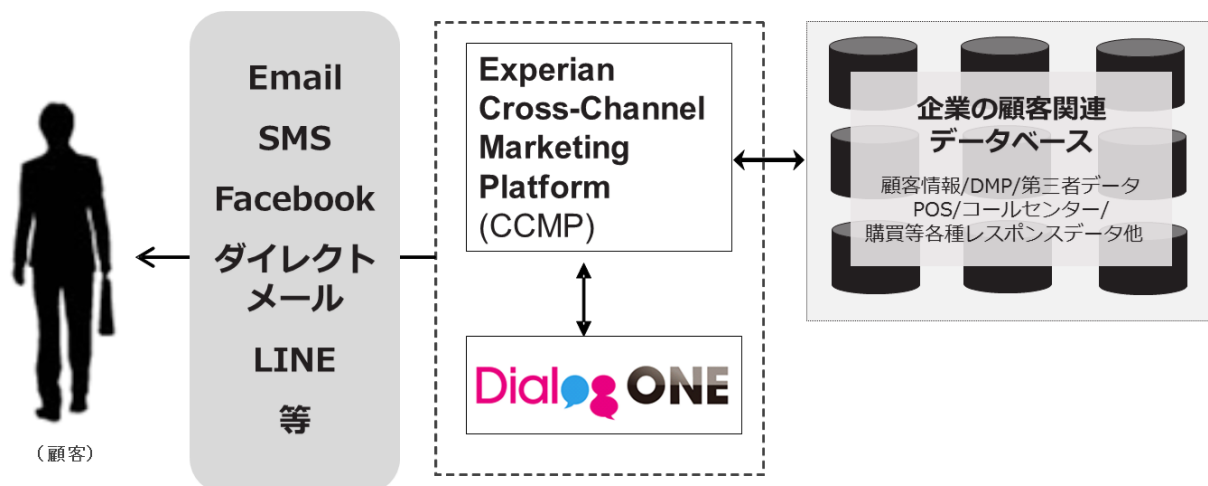 （顧客）
Email
SMS
Facebook
ダイレクト
メール
LINE
等
Experian
Cross-Channel
Marketing
Platform
(CCMP)
Dialog ONE
企業の顧客関連
データベース
顧客情報/DMP/第三者データ
POS/コールセンター/
購買等各種レスポンスデータ他